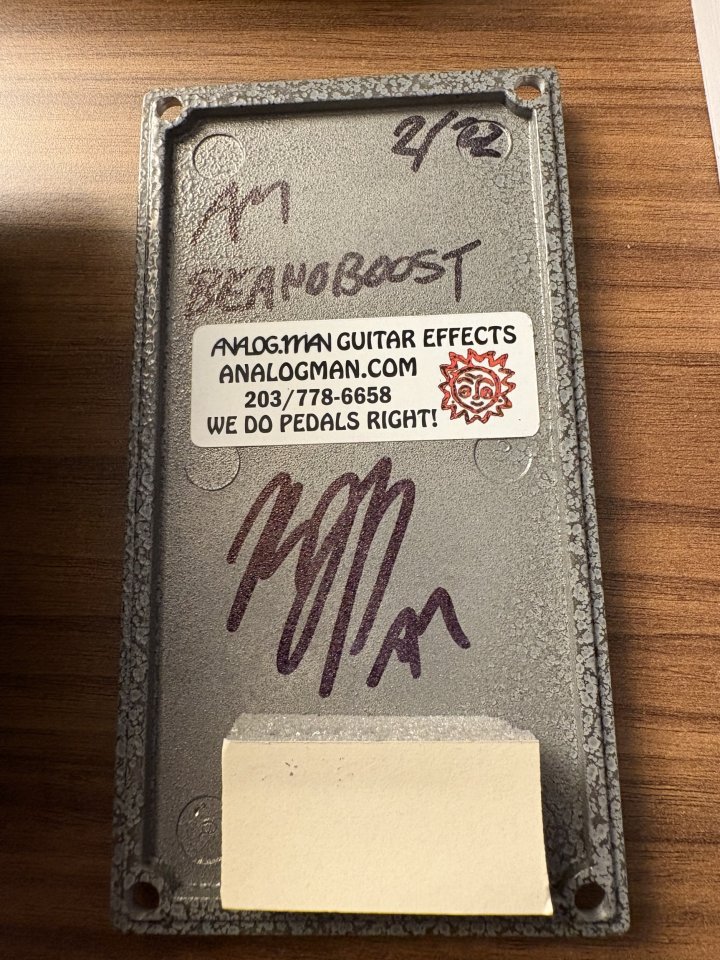 2/22
AM
BEANOBOOST
ANALOG.MAN GUITAR EFFECTS
ANALOGMAN.COM
203/778-6658
WE DO PEDALS RIGHT!
AM